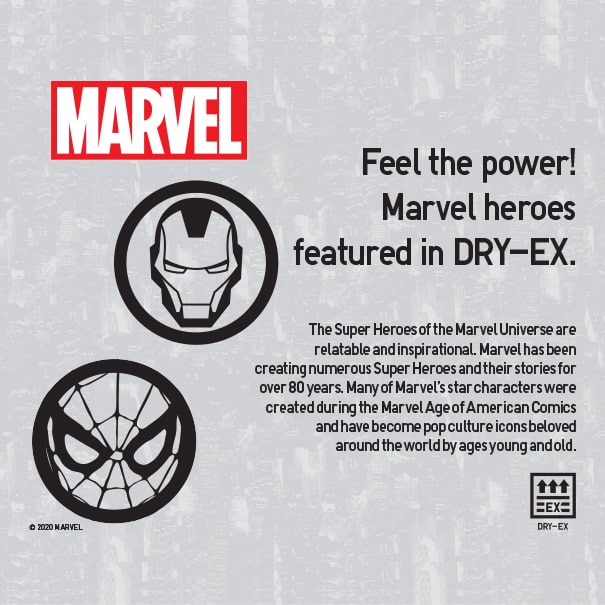 MARVEL
Feel the power!
Marvel heroes
featured in DRY-EX.
The Super Heroes of the Marvel Universe are
relatable and inspirational. Marvel has been
creating numerous Super Heroes and their stories for
over 80 years. Many of Marvel's star characters were
created during the Marvel Age of American Comics
and have become pop culture icons beloved
around the world by ages young and old.
EX
DRY-EX
© 2020 MARVEL